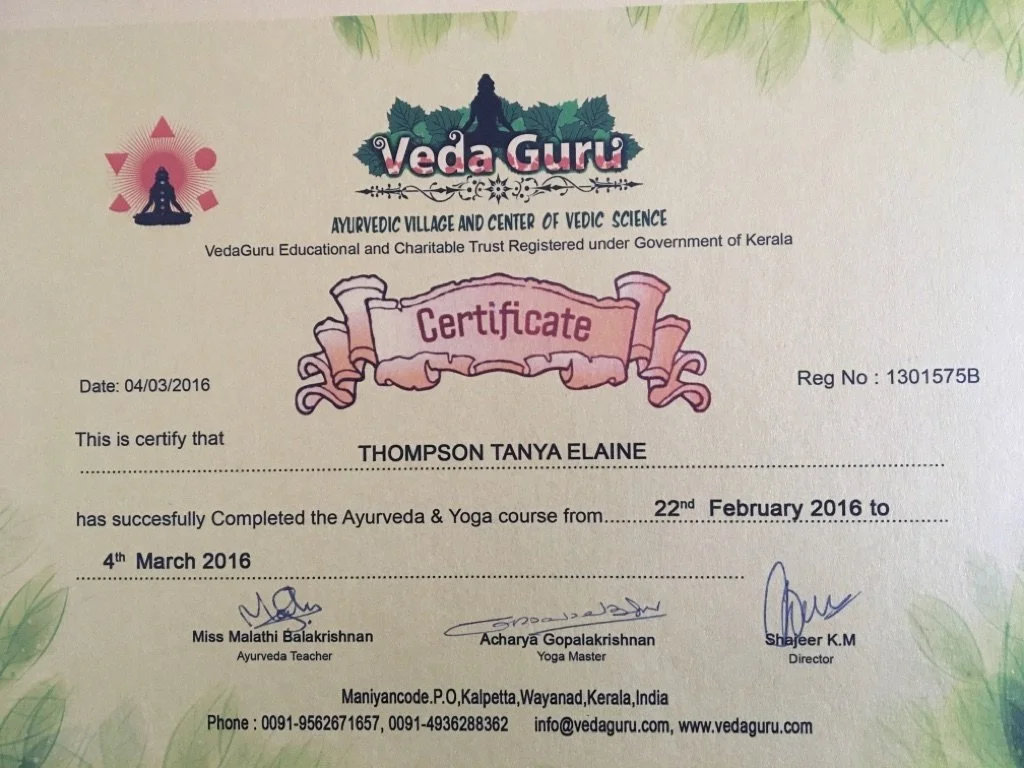 Veda Guru
AYURVEDIC VILLAGE AND CENTER OF VEDIC SCIENCE
VedaGuru Educational and Charitable Trust Registered under Government of Kerala
Certificate
Date: 04/03/2016
Reg No : 1301575B
This is certify that
THOMPSON TANYA ELAINE
has succesfully Completed the Ayurveda & Yoga course from 22nd February 2016 to
4th March 2016
Miss Malathi Balakrishnan
Ayurveda Teacher
Acharya Gopalakrishnan
Yoga Master
Shajeer K.M
Director
Maniyancode.P.O,Kalpetta,Wayanad,Kerala,India
Phone : 0091-9562671657, 0091-4936288362 info@vedaguru.com, www.vedaguru.com